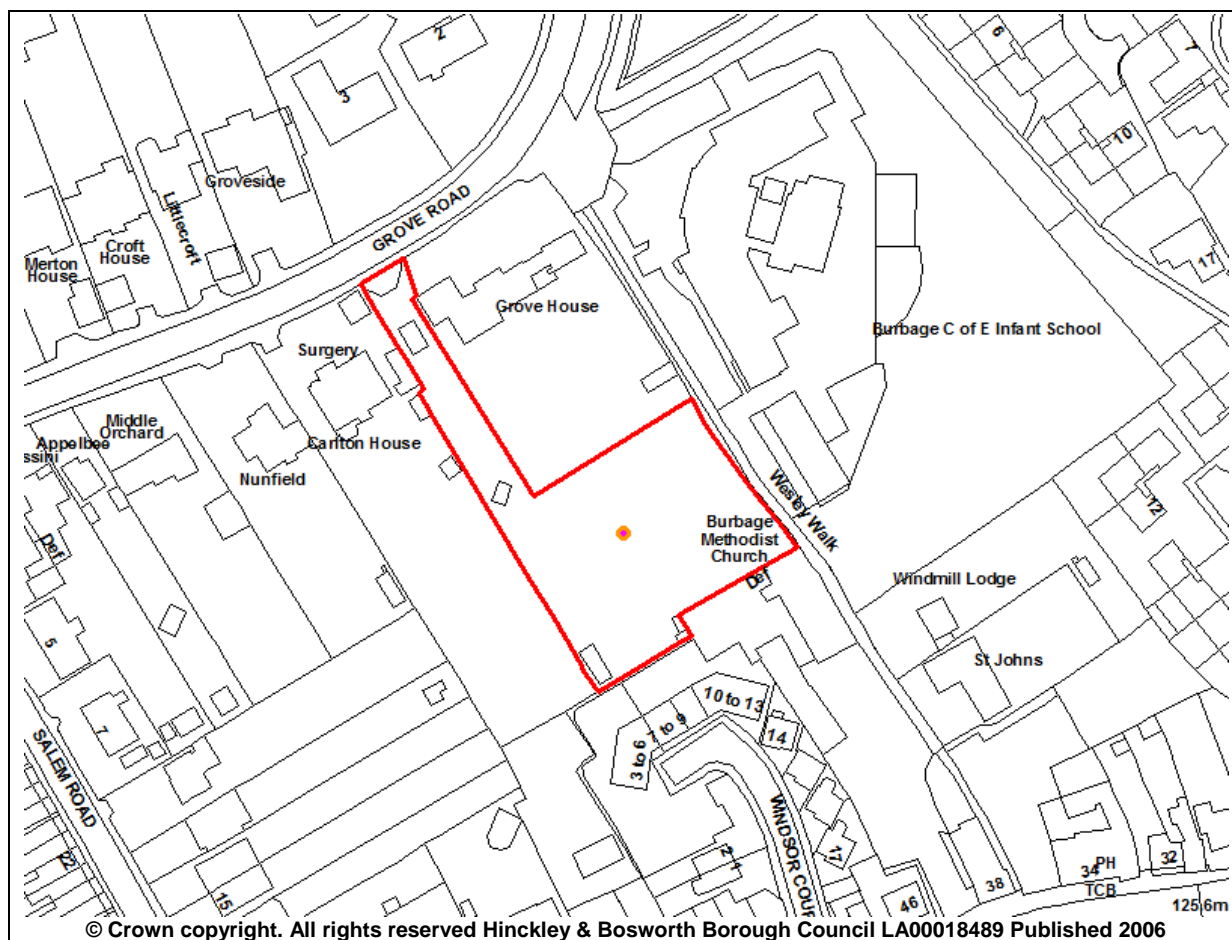 2
3
6
7
Groveside
10
GROVE ROAD
Littlecroft
Croft
House
Merton
House
17
Grove House
Burbage C of E Infant School
Surgery
Middle
Orchard
Appelbee
ssini
Carlton House
Nunfield
Wesley Walk
12
Burbage
Methodist
Church
Def
Def
Windmill Lodge
5
St Johns
10 to 13
7 to 9
14
3 to 6
7
SALEM ROAD
WINDSOR COUR
17
2 1
22
15
34
PH
32
38
TCB
46
125.6m
© Crown copyright. All rights reserved Hinckley & Bosworth Borough Council LA00018489 Published 2006